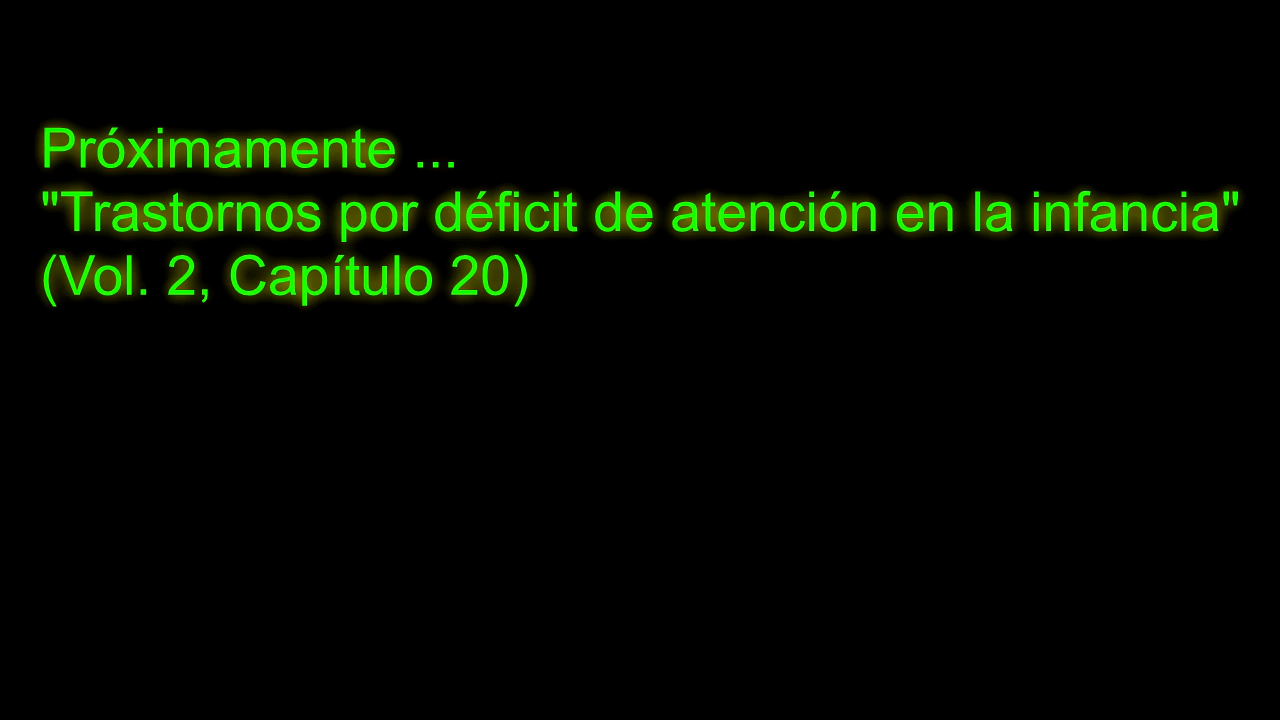 Próximamente ...
"Trastornos por déficit de atención en la infancia"
(Vol. 2, Capítulo 20)